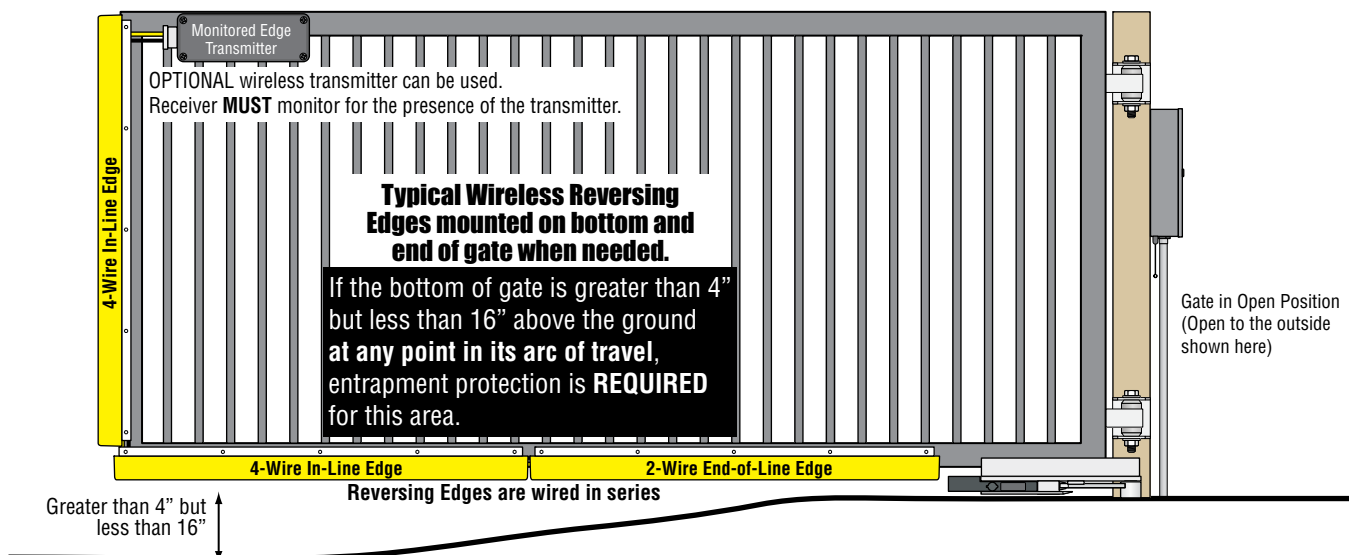 Monitored Edge
Transmitter
OPTIONAL wireless transmitter can be used.
Receiver MUST monitor for the presence of the transmitter.
4-Wire In-Line Edge
Typical Wireless Reversing
Edges mounted on bottom and
end of gate when needed.
If the bottom of gate is greater than 4”
but less than 16” above the ground
at any point in its arc of travel,
entrapment protection is REQUIRED
for this area.
Gate in Open Position
(Open to the outside
shown here)
4-Wire In-Line Edge
2-Wire End-of-Line Edge
Reversing Edges are wired in series
Greater than 4” but
less than 16”